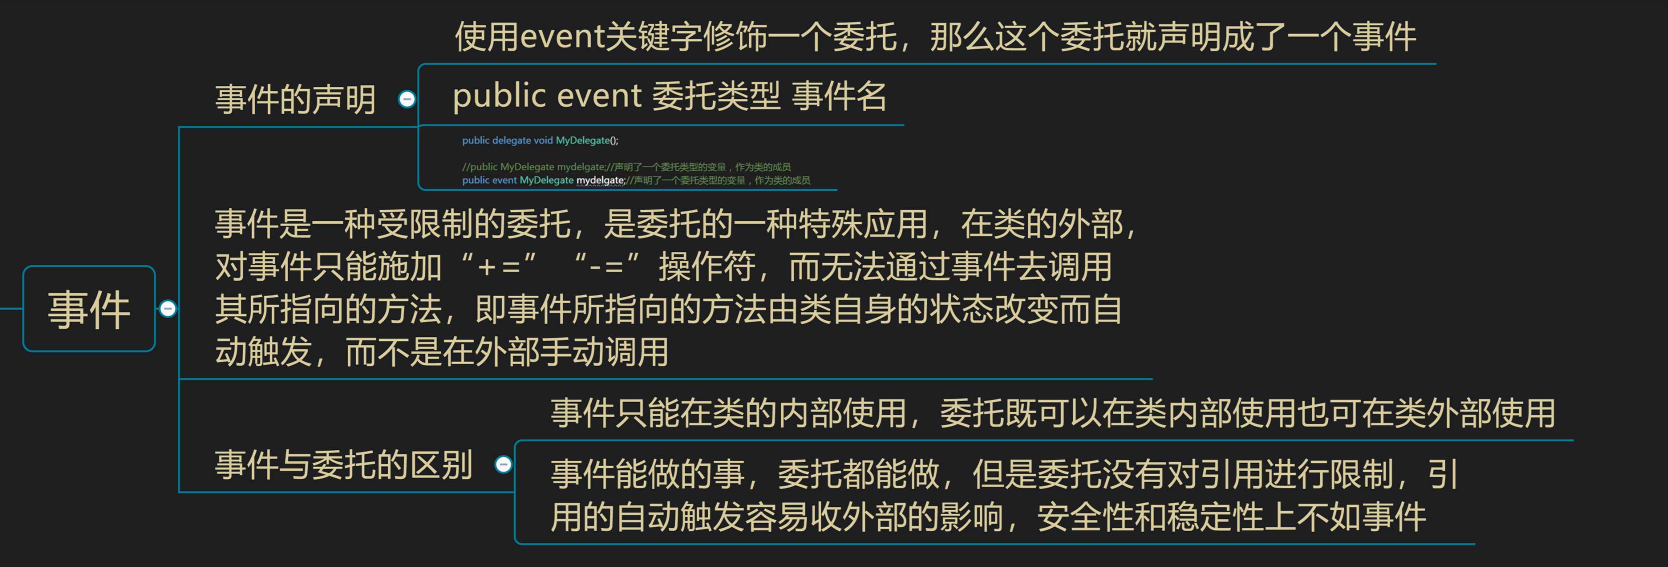 使用event关键字修饰一个委托，那么这个委托就声明成了一个事件
事件的声明
public event 委托类型 事件名
public delegate void MyDelegate();
//public MyDelegate mydelgate;//声明了一个委托类型的变量，作为类的成员
public event MyDelegate mydelgate;//声明了一个委托类型的变量，作为类的成员
事件是一种受限制的委托，是委托的一种特殊应用，在类的外部，
对事件只能施加“+=”“-=”操作符，而无法通过事件去调用
其所指向的方法，即事件所指向的方法由类自身的状态改变而自
动触发，而不是在外部手动调用
事件
事件只能在类的内部使用，委托既可以在类内部使用也可在类外部使用
事件与委托的区别
事件能做的事，委托都能做，但是委托没有对引用进行限制，引
用的自动触发容易收外部的影响，安全性和稳定性上不如事件